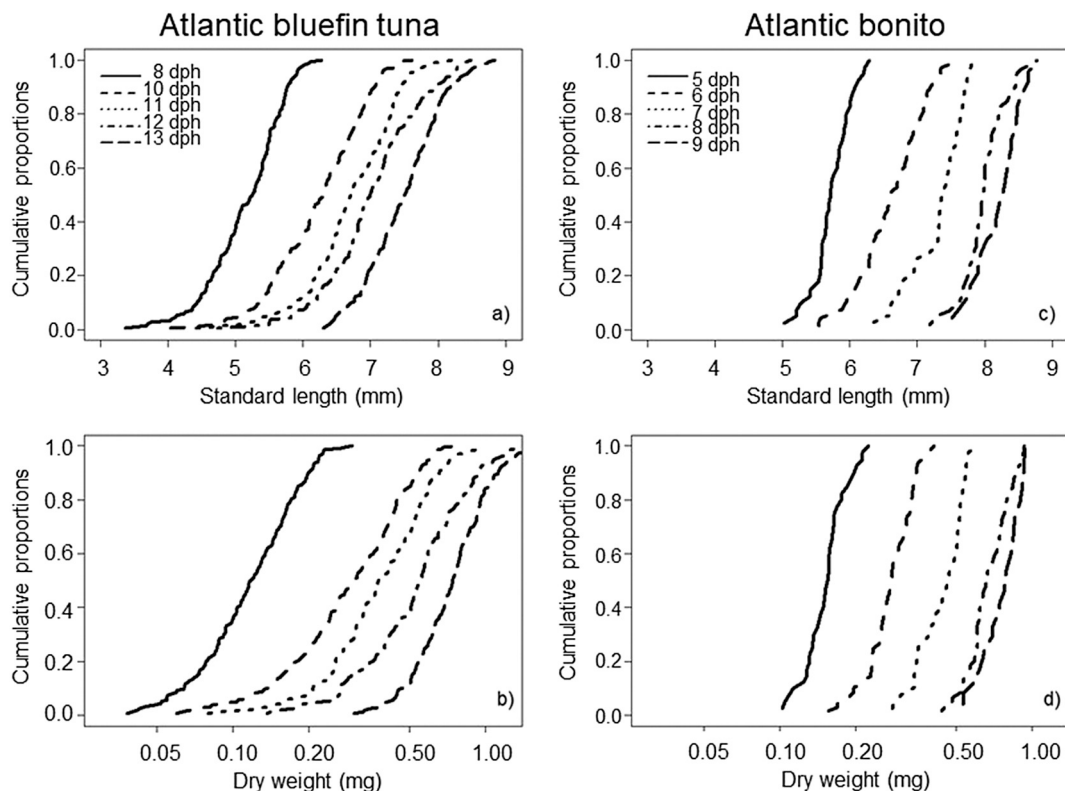 Atlantic bluefin tuna
Atlantic bonito
Cumulative proportions
1.0
0.8
0.6
0.4
0.2
0.0
8 dph
10 dph
11 dph
12 dph
13 dph
a)
3 4 5 6 7 8 9
Standard length (mm)
Cumulative proportions
1.0
0.8
0.6
0.4
0.2
0.0
5 dph
6 dph
7 dph
8 dph
9 dph
c)
3 4 5 6 7 8 9
Standard length (mm)
Cumulative proportions
1.0
0.8
0.6
0.4
0.2
0.0
b)
0.05 0.10 0.20 0.50 1.00
Dry weight (mg)
Cumulative proportions
1.0
0.8
0.6
0.4
0.2
0.0
d)
0.05 0.10 0.20 0.50 1.00
Dry weight (mg)